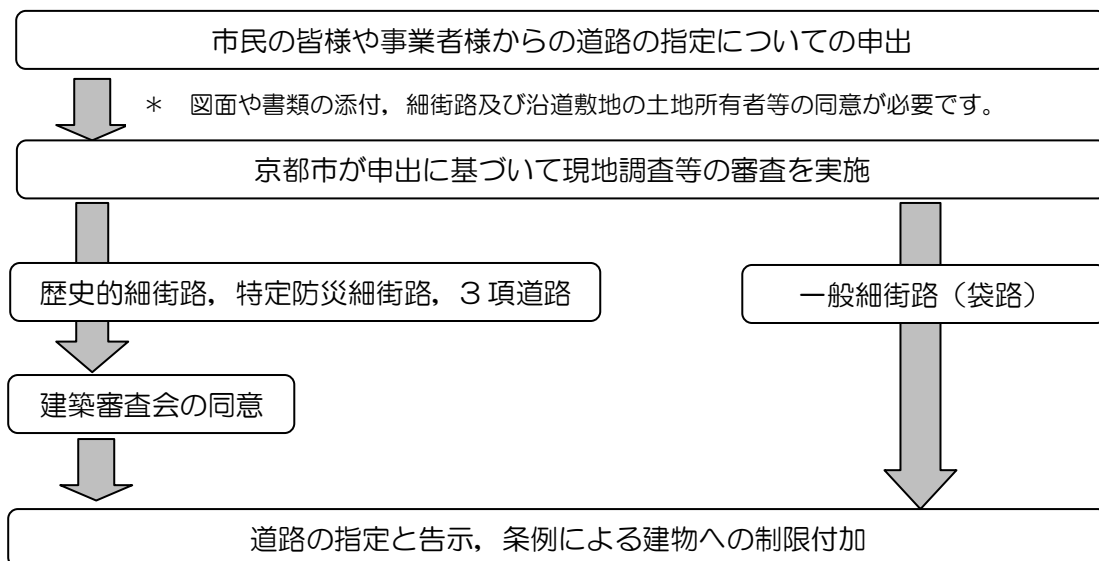 市民の皆様や事業者様からの道路の指定についての申出
＊　図面や書類の添付，細街路及び沿道敷地の土地所有者等の同意が必要です。
京都市が申出に基づいて現地調査等の審査を実施
歴史的細街路，特定防災細街路，３項道路
一般細街路（袋路）
建築審査会の同意
道路の指定と告示，条例による建物への制限付加